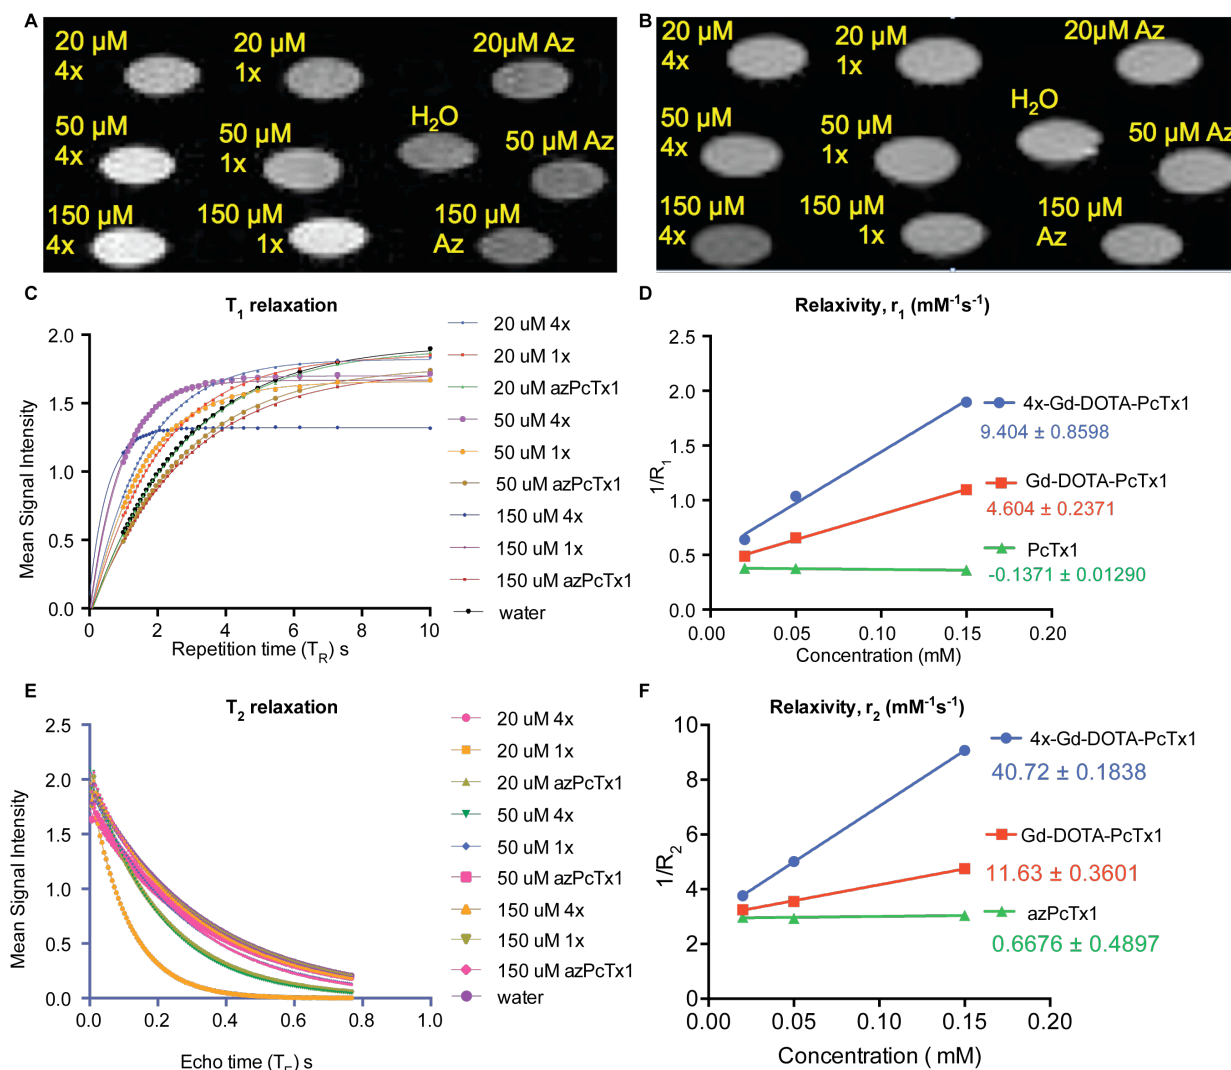 A
20 µM
4x
20 µM
1x
20µM Az
50 µM
4x
50 µM
1x
H2O
50 µM Az
150 µM
4x
150 µM
1x
150 µM
Az
B
20 µM
4x
20 µM
1x
20µM Az
50 µM
4x
50 µM
1x
H2O
50 µM Az
150 µM
4x
150 µM
1x
150 µM
Az
C
T1 relaxation
Mean Signal Intensity
2.0
1.5
1.0
0.5
0.0
0 2 4 6 8 10
Repetition time (TR) s
20 uM 4x
20 uM 1x
20 uM azPcTx1
50 uM 4x
50 uM 1x
50 uM azPcTx1
150 uM 4x
150 uM 1x
150 uM azPcTx1
water
D
Relaxivity, r1 (mM-1s-1)
1/R1
2.5
2.0
1.5
1.0
0.5
0.0
0.00 0.05 0.10 0.15 0.20
Concentration (mM)
4x-Gd-DOTA-PcTx1
9.404 ± 0.8598
Gd-DOTA-PcTx1
4.604 ± 0.2371
PcTx1
-0.1371 ± 0.01290
E
T2 relaxation
Mean Signal Intensity
2.5
2.0
1.5
1.0
0.5
0.0
0.0 0.2 0.4 0.6 0.8 1.0
Echo time (TE) s
20 uM 4x
20 uM 1x
20 uM azPcTx1
50 uM 4x
50 uM 1x
50 uM azPcTx1
150 uM 4x
150 uM 1x
150 uM azPcTx1
water
F
Relaxivity, r2 (mM-1s-1)
1/R2
10
8
6
4
2
0
0.00 0.05 0.10 0.15 0.20
Concentration ( mM)
4x-Gd-DOTA-PcTx1
40.72 ± 0.1838
Gd-DOTA-PcTx1
11.63 ± 0.3601
azPcTx1
0.6676 ± 0.4897